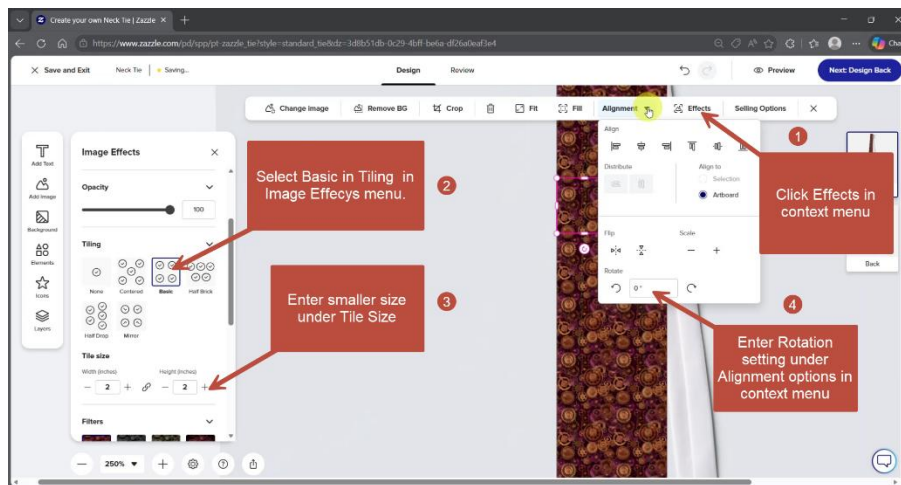 Create your own Neck Tie | Zazzle
https://www.zazzle.com/pd/spp/pt-zazzle_tie?style=standard_tie&dz=3d8b51db-0c29-4bff-be6a-df26a0eaf3e4
Save and Exit
Neck Tie
Saving...
Design
Review
Preview
Next: Design Back
Change Image
Remove BG
Crop
Fit
Fill
Alignment
Effects
Selling Options
Add Text
Add Image
Background
Elements
Icons
Layers
Image Effects
Opacity
100
Tiling
None
Centered
Basic
Half Brick
Half Drop
Mirror
Tile size
Width (inches)
Height (inches)
2
2
Filters
250%
Align
Distribute
Align to
Selection
Artboard
Flip
Scale
Rotate
0°
Back
1
Click Effects in
context menu
2
Select Basic in Tiling in
Image Effecys menu.
3
Enter smaller size
under Tile Size
4
Enter Rotation
setting under
Alignment options in
context menu